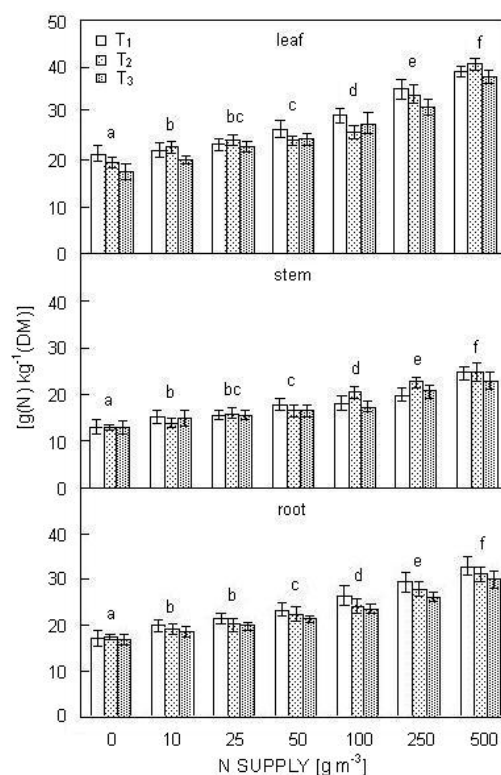 50
leaf
T1
T2
T3
40
30
20
10
0
a b bc c d e f
stem
40
30
20
10
0
a b bc c d e f
root
40
30
20
10
0
a b b c d e f
[g(N) kg-1(DM)]
0 10 25 50 100 250 500
N SUPPLY [g m-3]